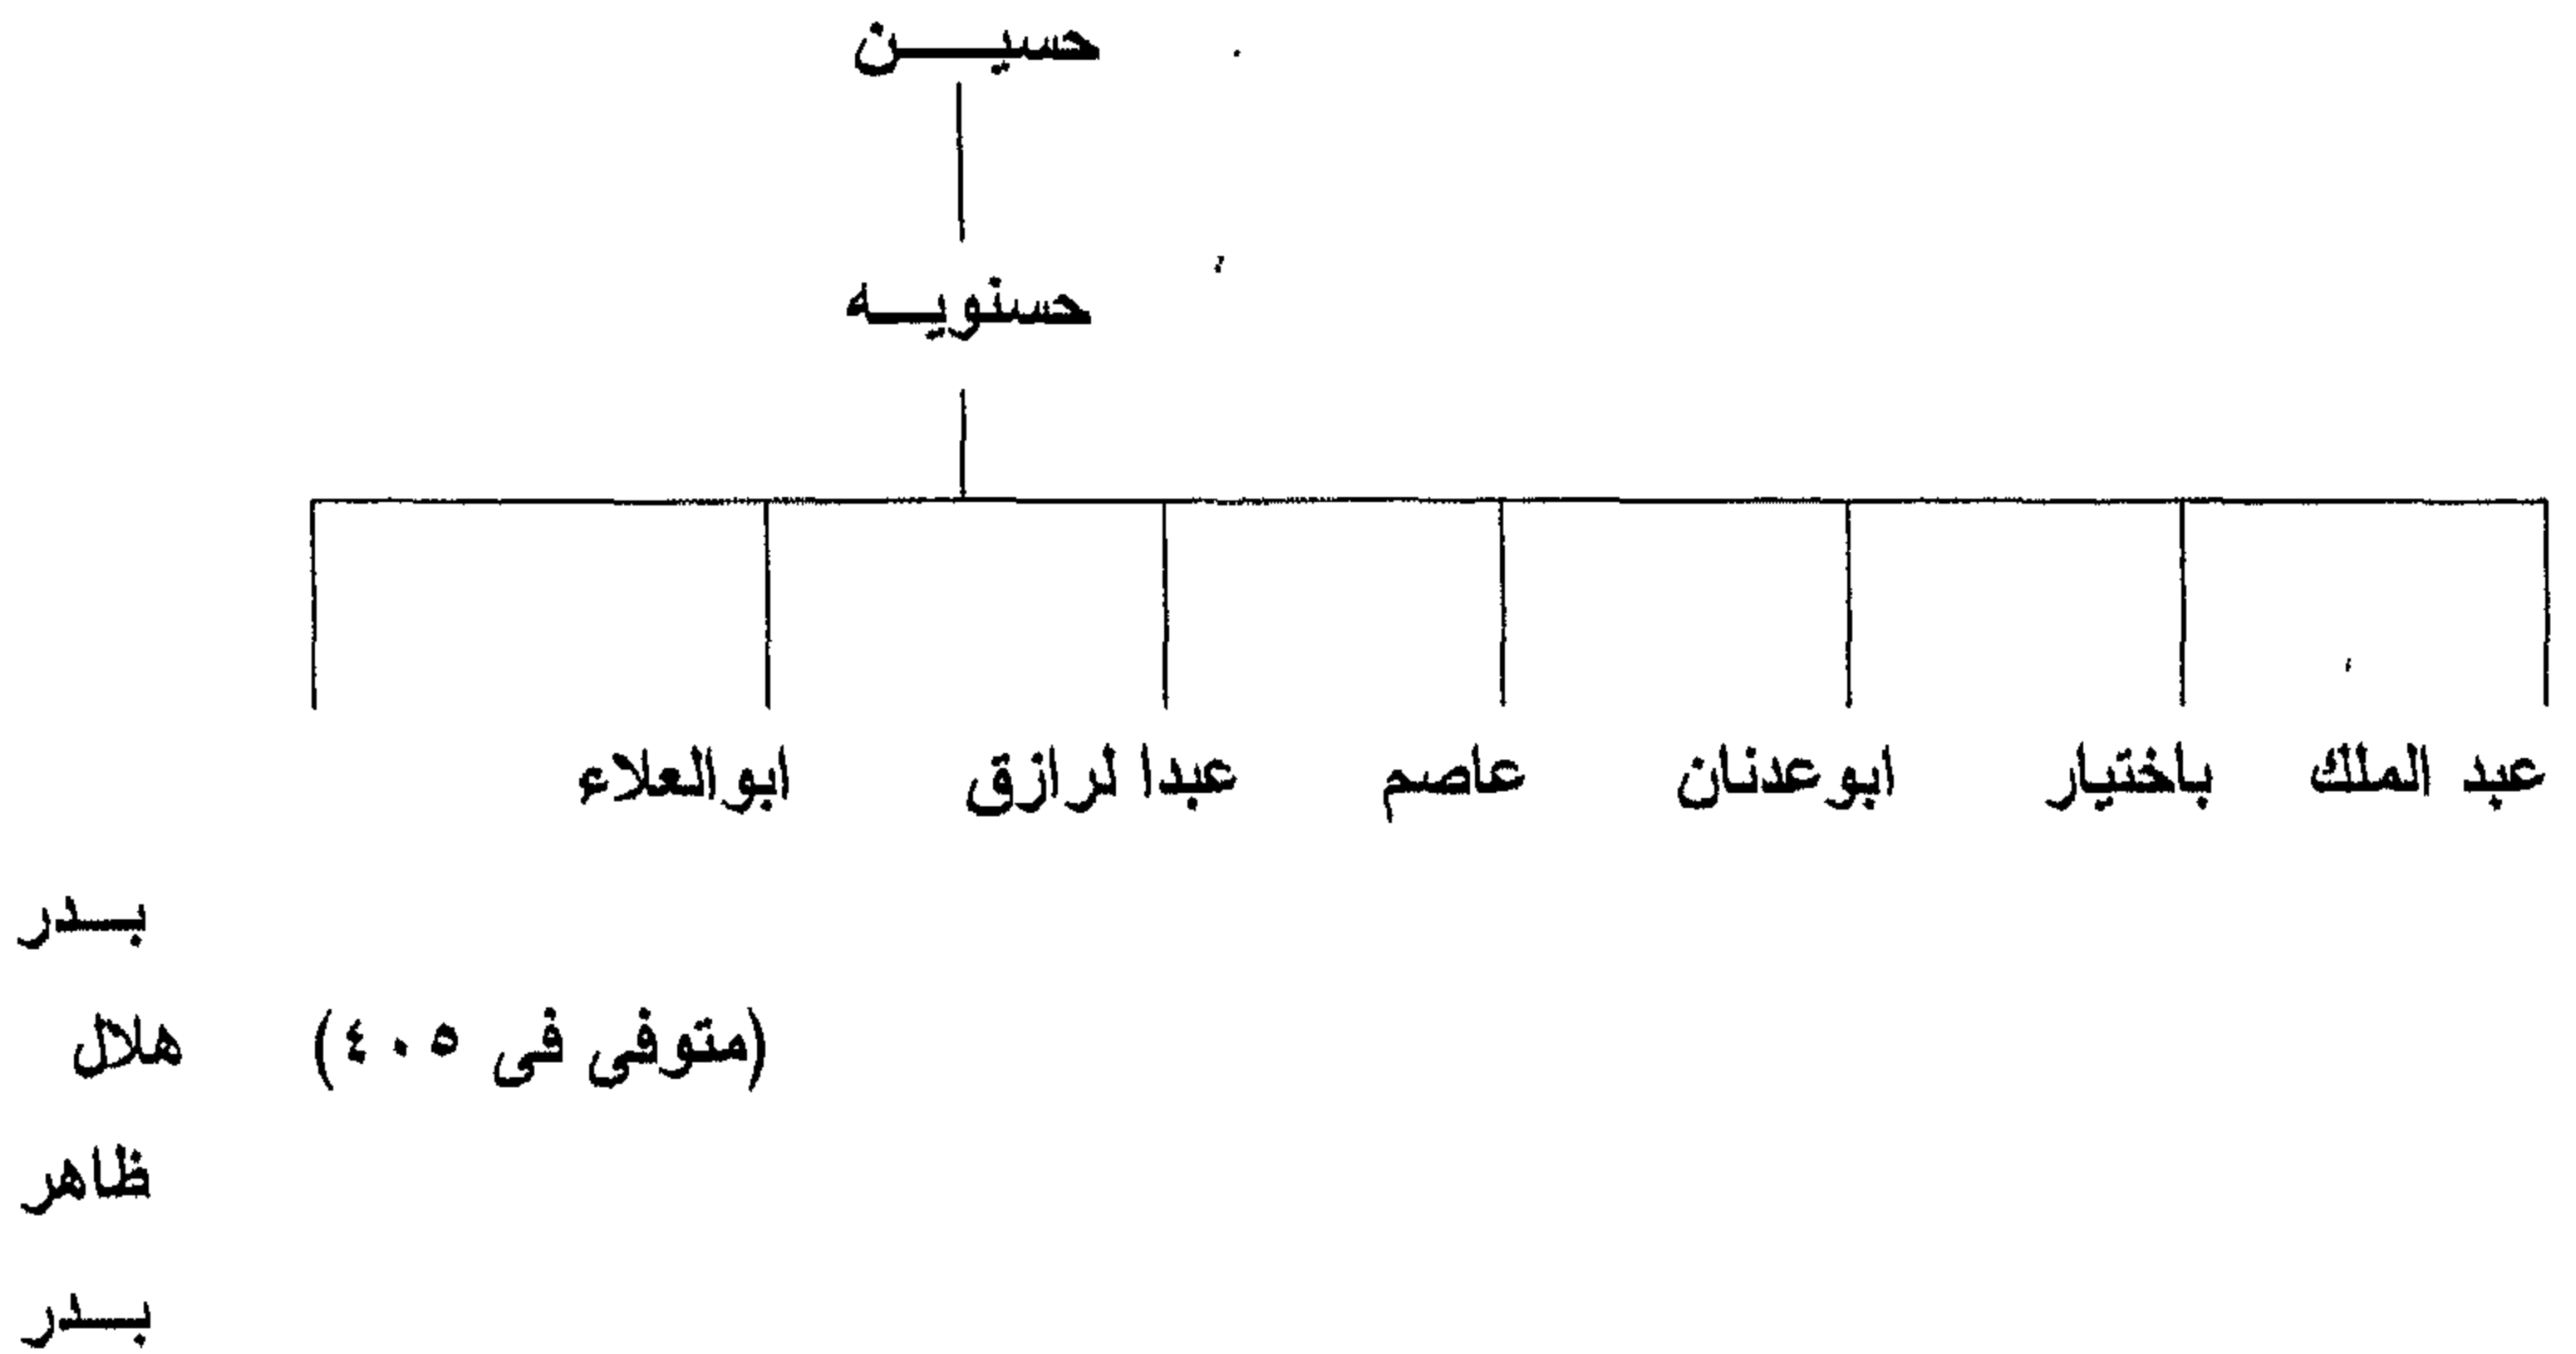 حسين
حسنويه
عبد الملك باختيار ابوعدنان عاصم عبدا لرازق ابوالعلاء
بدر
هلال (متوفى فى ٤٠٥)
ظاهر
بدر